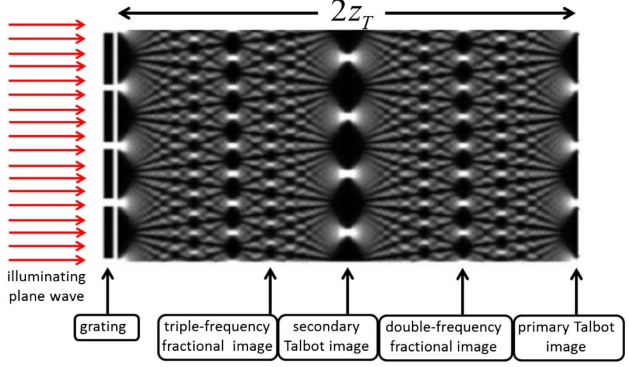 2z_T
illuminating
plane wave
grating
triple-frequency
fractional image
secondary
Talbot image
double-frequency
fractional image
primary Talbot
image